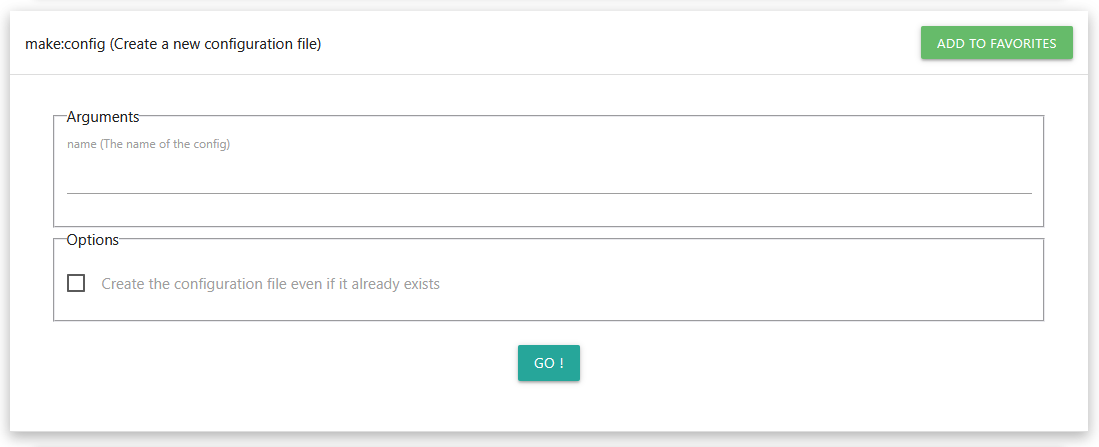 make:config (Create a new configuration file)
ADD TO FAVORITES
Arguments
name (The name of the config)
Options
Create the configuration file even if it already exists
GO !